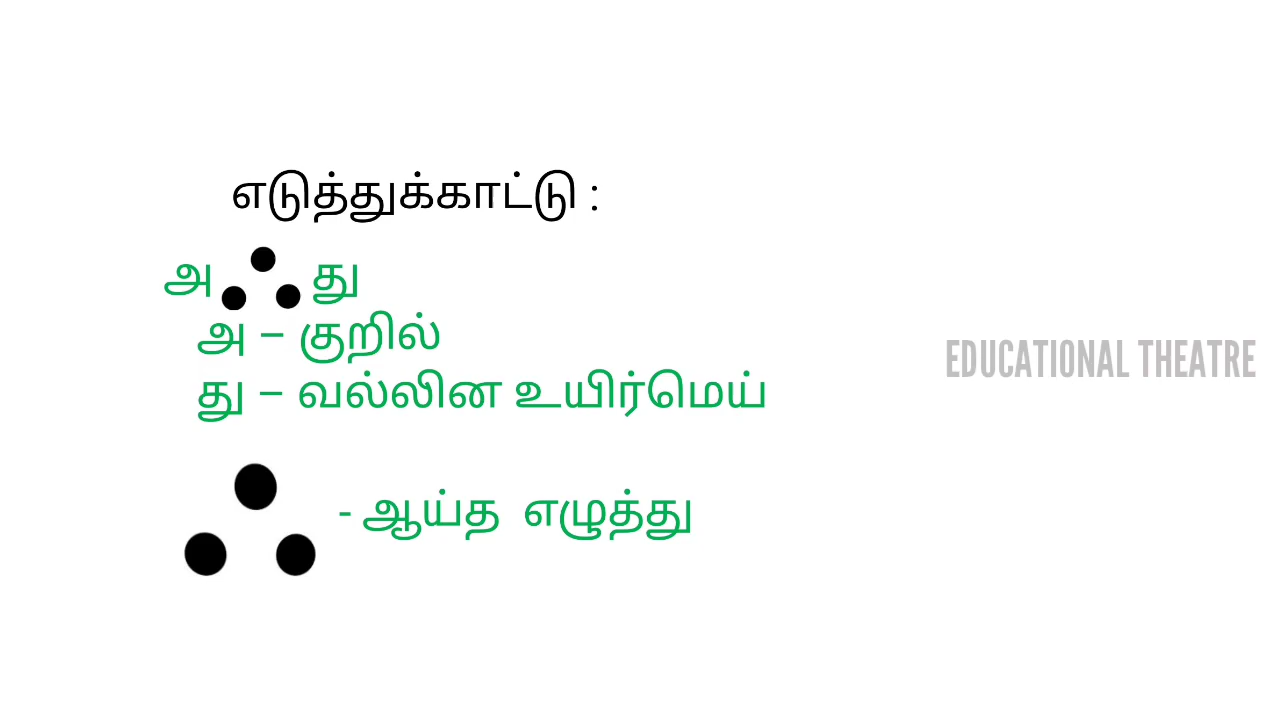 எடுத்துக்காட்டு :
அஃது
அ – குறில்
து – வல்லின உயிர்மெய்
ஃ - ஆய்த எழுத்து
EDUCATIONAL THEATRE